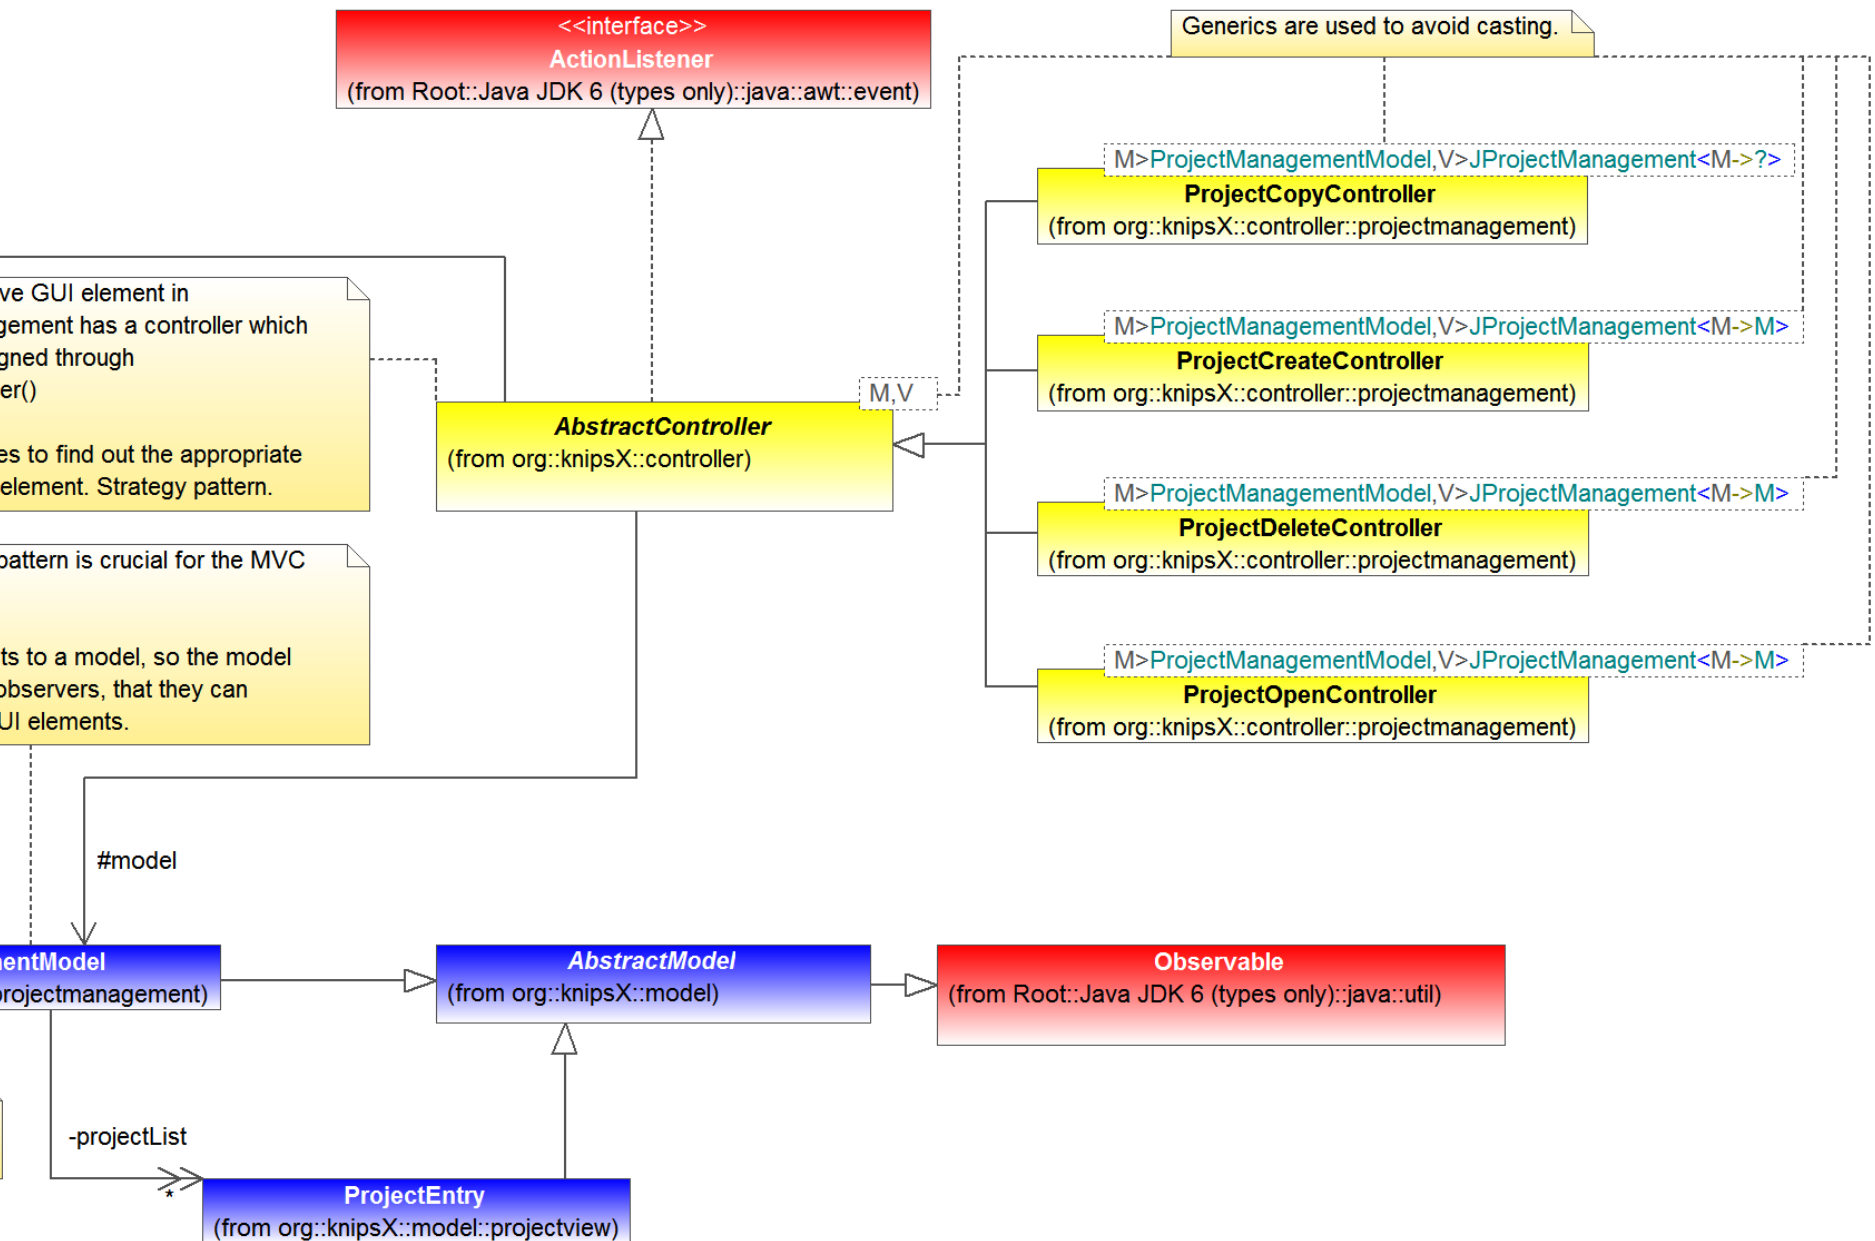 <<interface>>
ActionListener
(from Root::Java JDK 6 (types only)::java::awt::event)
Generics are used to avoid casting.
M>ProjectManagementModel,V>JProjectManagement<M->?>
ProjectCopyController
(from org::knipsX::controller::projectmanagement)
M>ProjectManagementModel,V>JProjectManagement<M->M>
ProjectCreateController
(from org::knipsX::controller::projectmanagement)
M>ProjectManagementModel,V>JProjectManagement<M->M>
ProjectDeleteController
(from org::knipsX::controller::projectmanagement)
M>ProjectManagementModel,V>JProjectManagement<M->M>
ProjectOpenController
(from org::knipsX::controller::projectmanagement)
ve GUI element in
gement has a controller which
gned through
er()
es to find out the appropriate
element. Strategy pattern.
M,V
AbstractController
(from org::knipsX::controller)
pattern is crucial for the MVC
ts to a model, so the model
observers, that they can
UI elements.
#model
entModel
projectmanagement)
AbstractModel
(from org::knipsX::model)
Observable
(from Root::Java JDK 6 (types only)::java::util)
-projectList
*
ProjectEntry
(from org::knipsX::model::projectview)